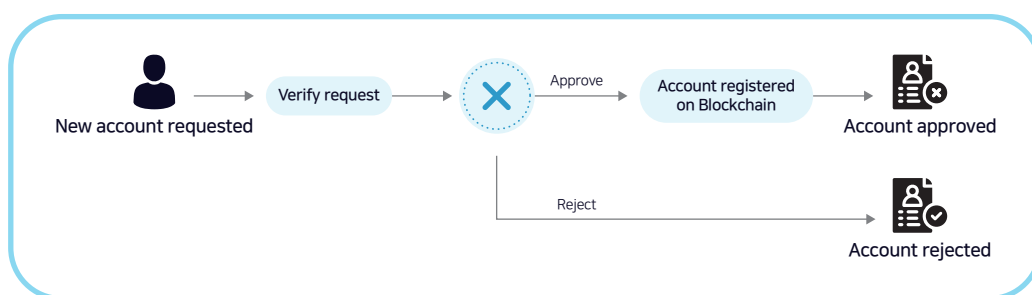 New account requested
Verify request
Approve
Account registered
on Blockchain
Account approved
Reject
Account rejected